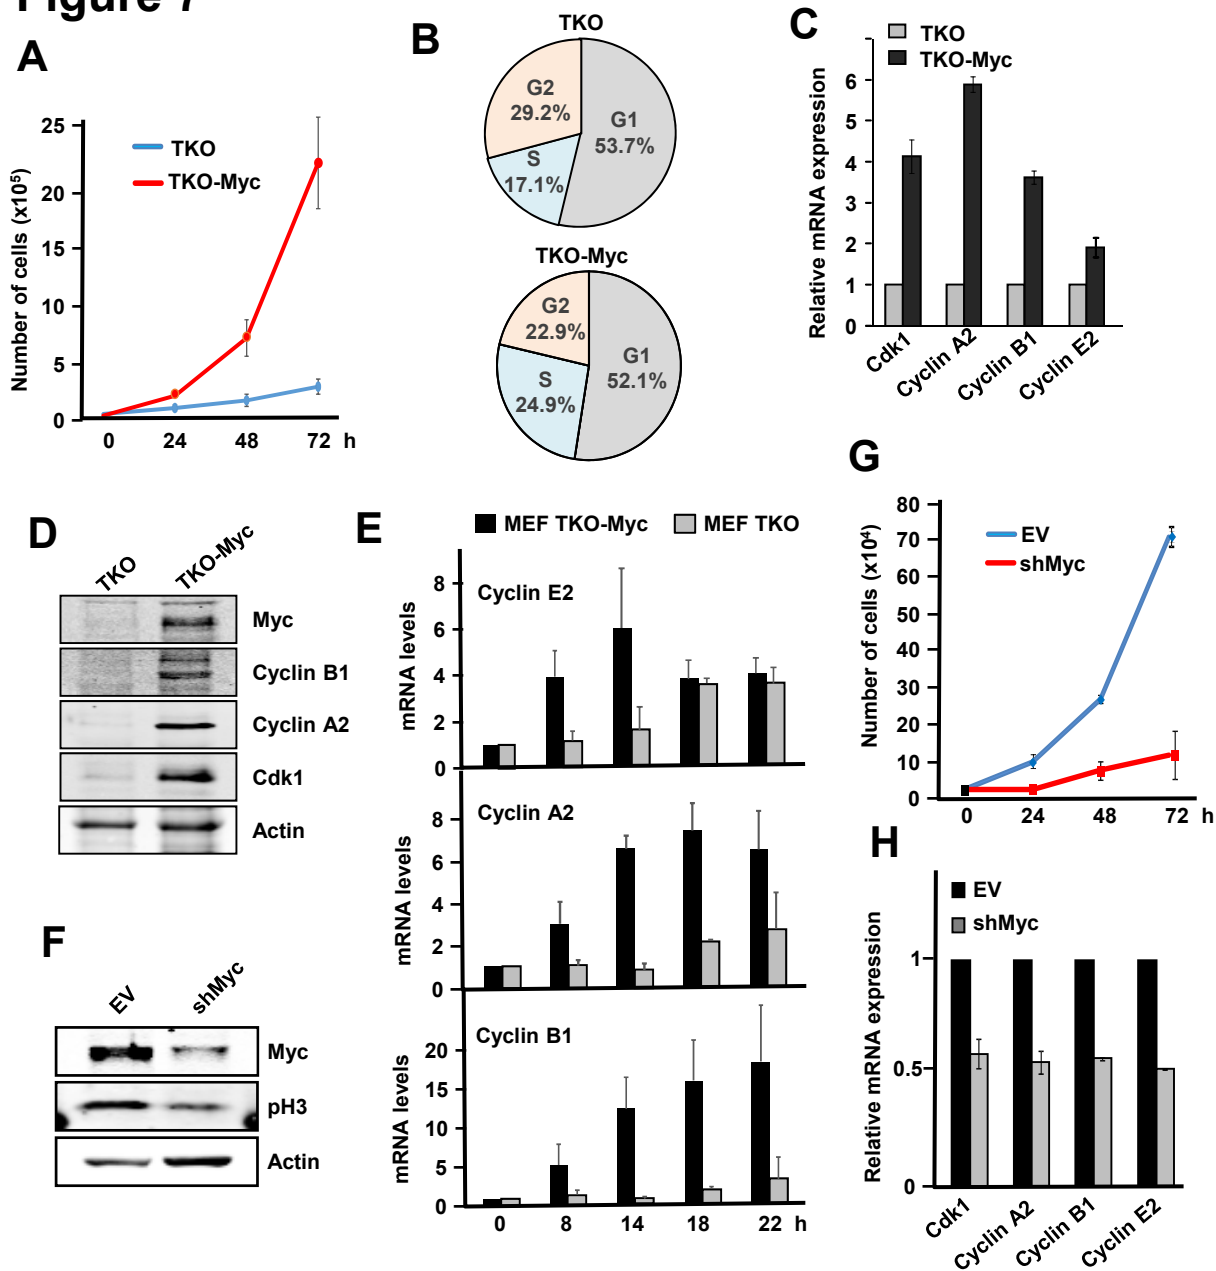 Figure 7
A
25
20
10
5
0
Number of cells (x10⁵)
TKO
TKO-Myc
0 24 48 72 h
B
TKO
G2
29.2%
G1
53.7%
S
17.1%
TKO-Myc
G2
22.9%
G1
52.1%
S
24.9%
C
TKO
TKO-Myc
Relative mRNA expression
6
5
4
3
2
1
0
Cdk1 Cyclin A2 Cyclin B1 Cyclin E2
D
TKO TKO-Myc
Myc
Cyclin B1
Cyclin A2
Cdk1
Actin
E
MEF TKO-Myc MEF TKO
Cyclin E2
mRNA levels
8
6
4
2
0
Cyclin A2
mRNA levels
8
6
4
2
0
Cyclin B1
mRNA levels
20
15
10
5
0
0 8 14 18 22 h
F
EV shMyc
Myc
pH3
Actin
G
EV
shMyc
Number of cells (x10⁴)
80
70
60
50
40
30
20
10
0
0 24 48 72 h
H
EV
shMyc
Relative mRNA expression
1
0.5
0
Cdk1 Cyclin A2 Cyclin B1 Cyclin E2